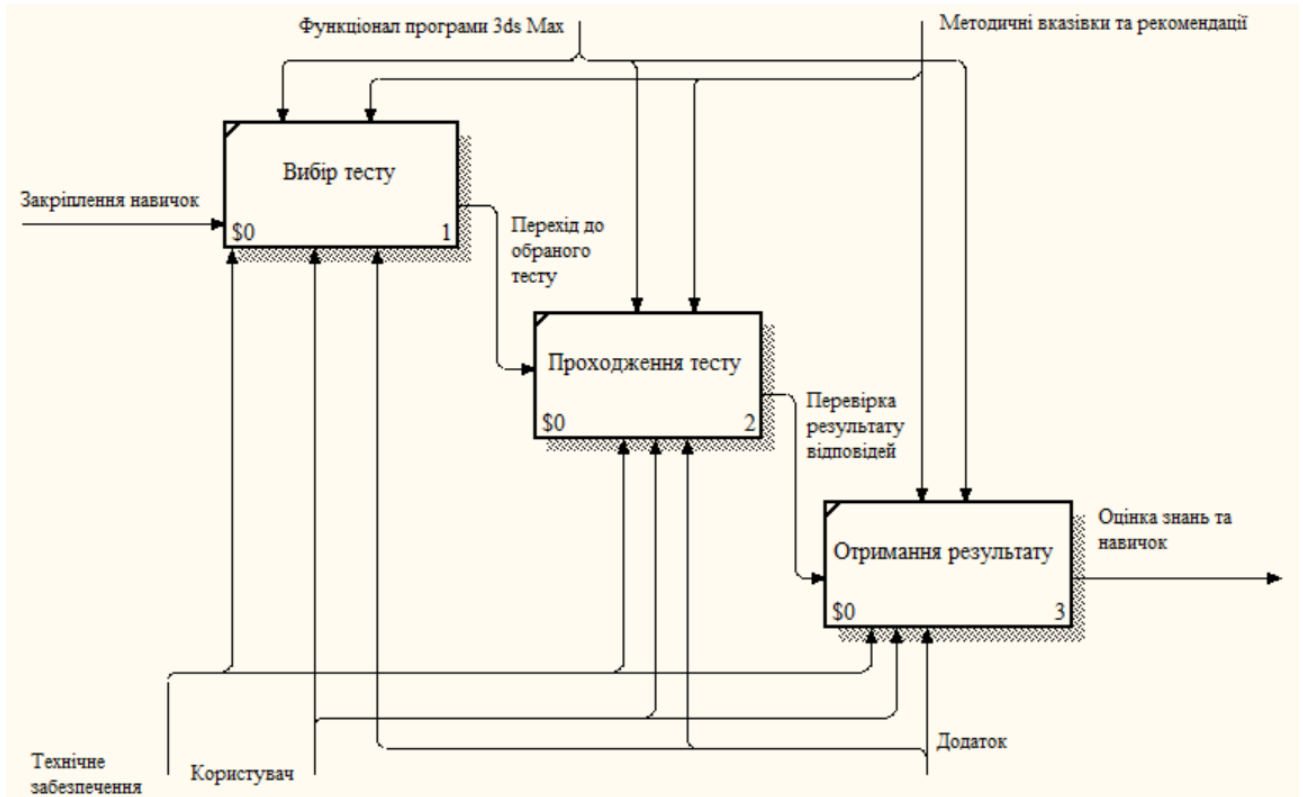 Функціонал програми 3ds Max
Методичні вказівки та рекомендації
Вибір тесту
Закріплення навичок
$0
1
Перехід до
обраного
тесту
Проходження тесту
$0
2
Перевірка
результату
відповідей
Отримання результату
$0
3
Оцінка знань та
навичок
Технічне
забезпечення
Користувач
Додаток